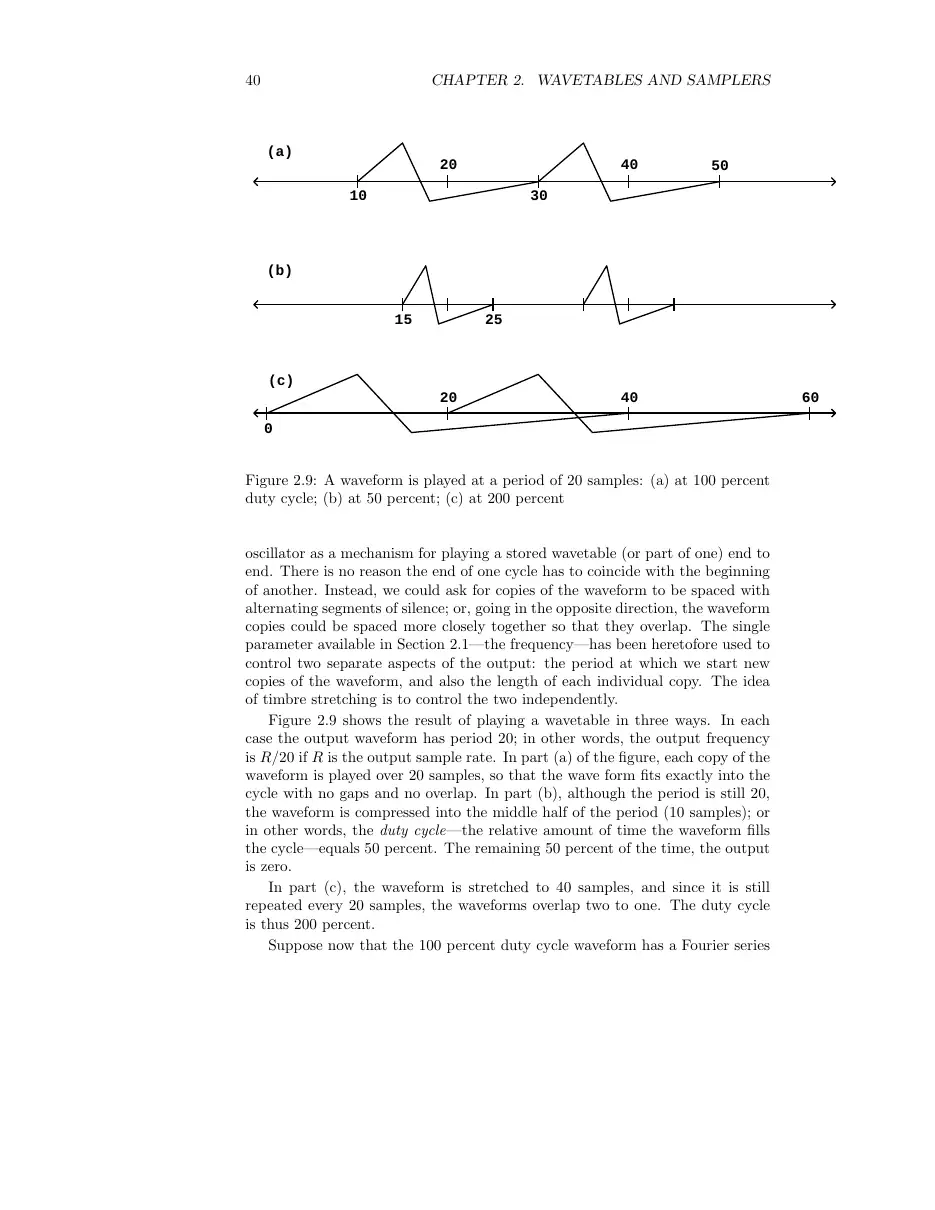 40 CHAPTER 2. WAVETABLES AND SAMPLERS
(a)
20 40 50
10 30
(b)
15 25
(c)
20 40 60
0
Figure 2.9: A waveform is played at a period of 20 samples: (a) at 100 percent
duty cycle; (b) at 50 percent; (c) at 200 percent
oscillator as a mechanism for playing a stored wavetable (or part of one) end to
end. There is no reason the end of one cycle has to coincide with the beginning
of another. Instead, we could ask for copies of the waveform to be spaced with
alternating segments of silence; or, going in the opposite direction, the waveform
copies could be spaced more closely together so that they overlap. The single
parameter available in Section 2.1—the frequency—has been heretofore used to
control two separate aspects of the output: the period at which we start new
copies of the waveform, and also the length of each individual copy. The idea
of timbre stretching is to control the two independently.
Figure 2.9 shows the result of playing a wavetable in three ways. In each
case the output waveform has period 20; in other words, the output frequency
is R/20 if R is the output sample rate. In part (a) of the figure, each copy of the
waveform is played over 20 samples, so that the wave form fits exactly into the
cycle with no gaps and no overlap. In part (b), although the period is still 20,
the waveform is compressed into the middle half of the period (10 samples); or
in other words, the duty cycle—the relative amount of time the waveform fills
the cycle—equals 50 percent. The remaining 50 percent of the time, the output
is zero.
In part (c), the waveform is stretched to 40 samples, and since it is still
repeated every 20 samples, the waveforms overlap two to one. The duty cycle
is thus 200 percent.
Suppose now that the 100 percent duty cycle waveform has a Fourier series